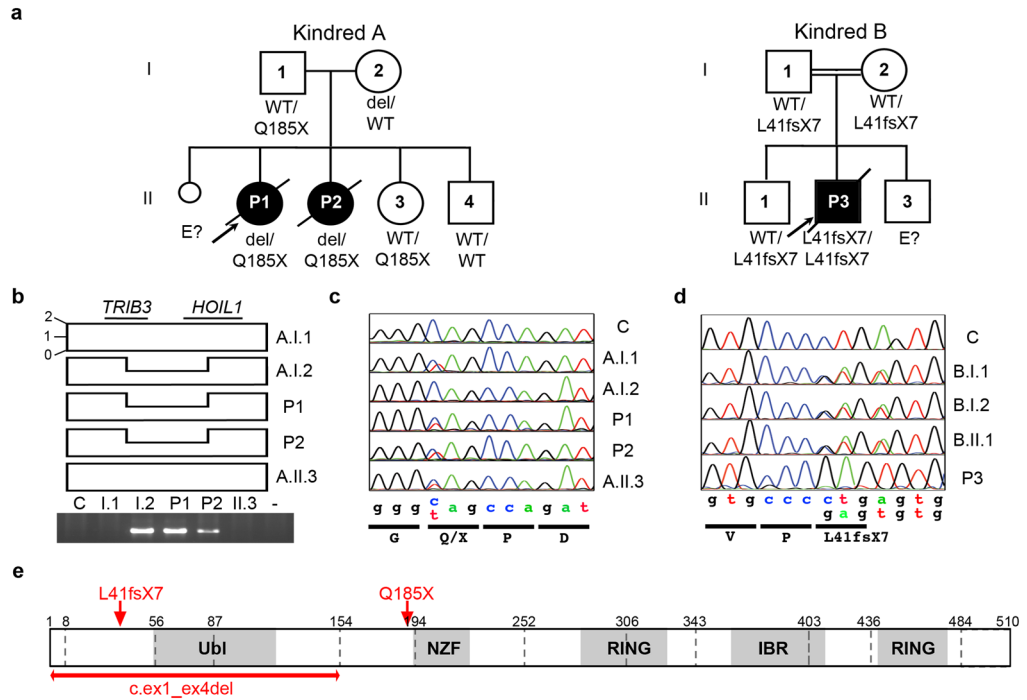 a
Kindred A
Kindred B
I
1
2
WT/
Q185X
del/
WT
II
E?
P1
P2
3
4
del/
Q185X
del/
Q185X
WT/
Q185X
WT/
WT
I
1
2
WT/
L41fsX7
WT/
L41fsX7
II
1
P3
3
WT/
L41fsX7
L41fsX7/
L41fsX7
E?
b
TRIB3 HOIL1
2
1
0
A.I.1
A.I.2
P1
P2
A.II.3
C I.1 I.2 P1 P2 II.3 -
c
C
A.I.1
A.I.2
P1
P2
A.II.3
g g g c a g c c a g a t
t
G Q/X P D
d
C
B.I.1
B.I.2
B.II.1
P3
g t g c c c c t g a g t g
g a g t g t g
V P L41fsX7
e
L41fsX7 Q185X
1 8 56 87 154 194 252 306 343 403 436 484 510
UbI NZF RING IBR RING
c.ex1_ex4del